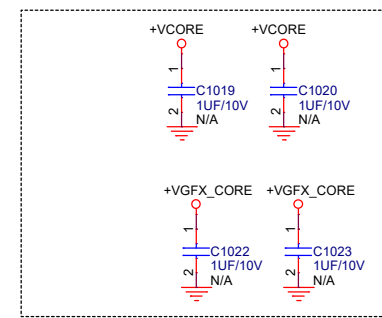 +VCORE +VCORE
1 1
C1019 C1020
1UF/10V 1UF/10V
2 2
N/A N/A
+VGFX_CORE +VGFX_CORE
1 1
C1022 C1023
1UF/10V 1UF/10V
2 2
N/A N/A